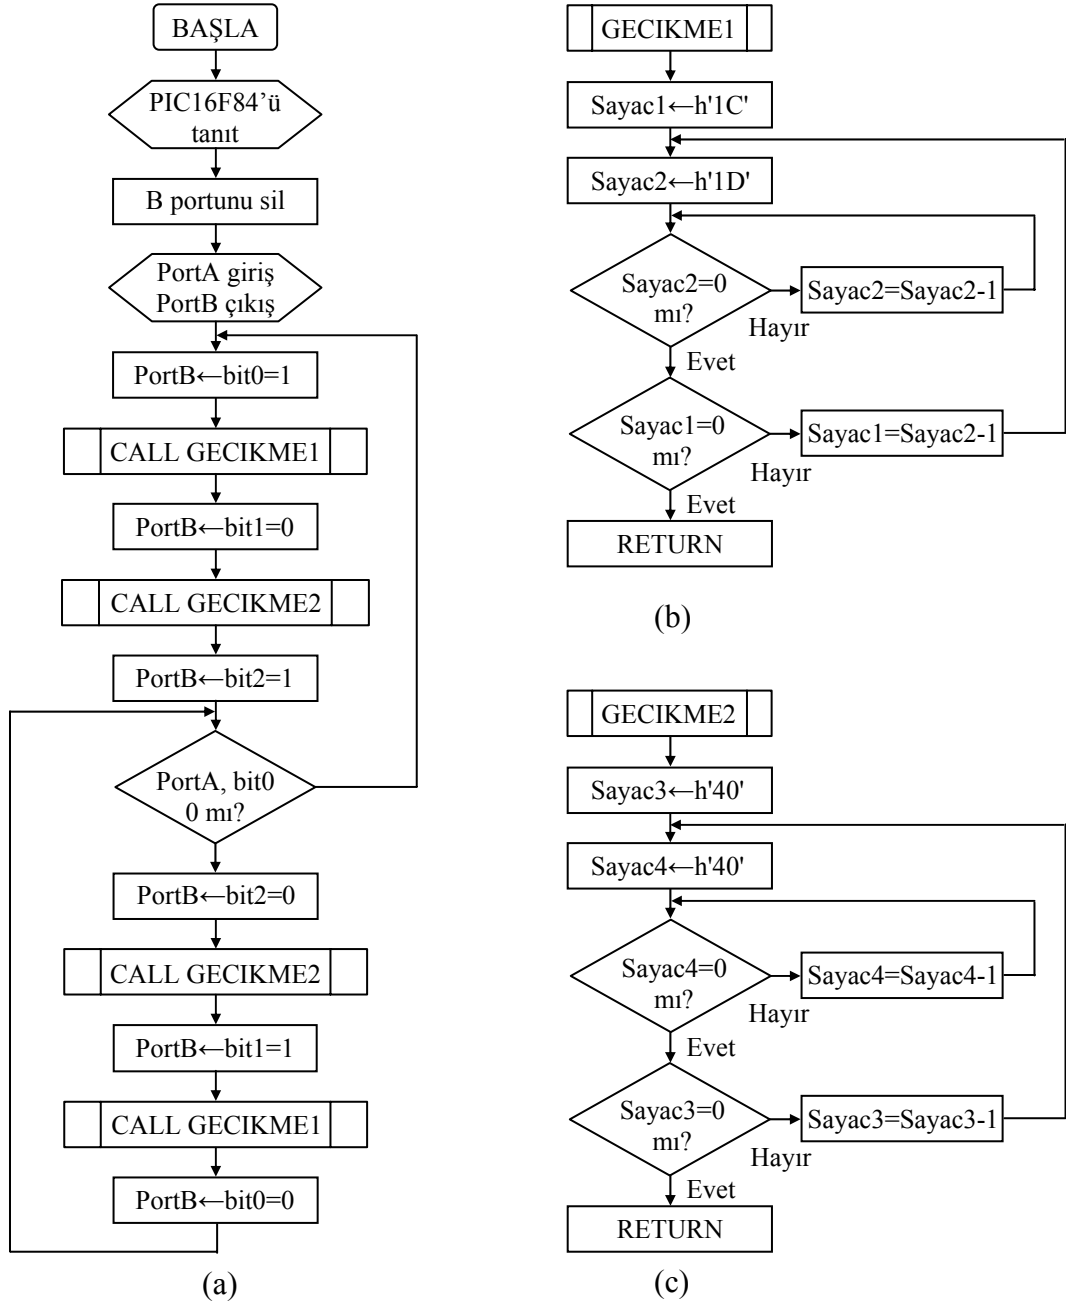 BAŞLA
PIC16F84’ü
tanıt
B portunu sil
PortA giriş
PortB çıkış
PortB←bit0=1
CALL GECIKME1
PortB←bit1=0
CALL GECIKME2
PortB←bit2=1
PortA, bit0
0 mı?
PortB←bit2=0
CALL GECIKME2
PortB←bit1=1
CALL GECIKME1
PortB←bit0=0
(a)
GECIKME1
Sayac1←h'1C'
Sayac2←h'1D'
Sayac2=0
mı?
Hayır
Sayac2=Sayac2-1
Evet
Sayac1=0
mı?
Hayır
Sayac1=Sayac2-1
Evet
RETURN
(b)
GECIKME2
Sayac3←h'40'
Sayac4←h'40'
Sayac4=0
mı?
Hayır
Sayac4=Sayac4-1
Evet
Sayac3=0
mı?
Hayır
Sayac3=Sayac3-1
Evet
RETURN
(c)